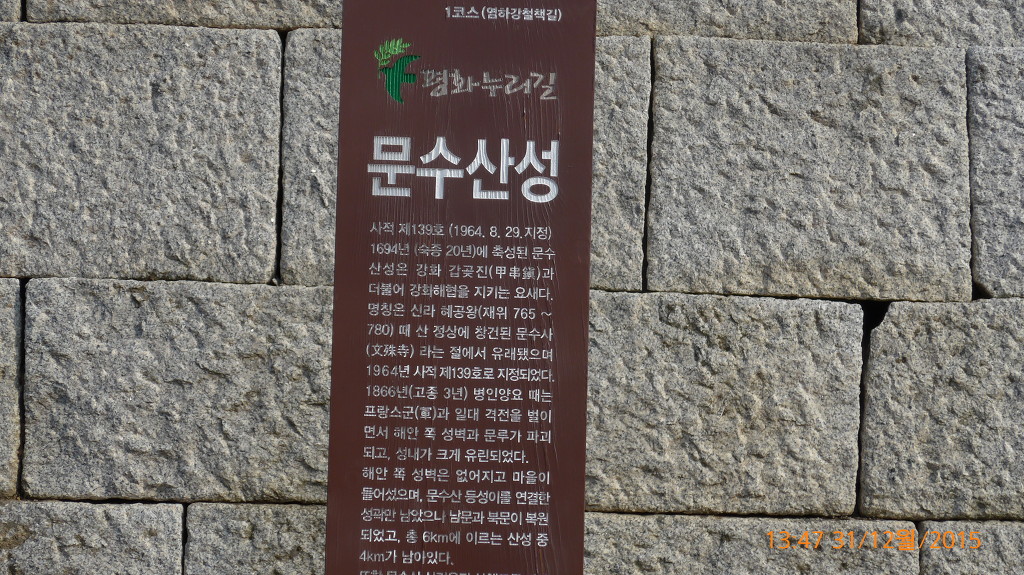 1코스(염하강철책길)
평화누리길
문수산성
사적 제139호 (1964. 8. 29.지정)
1694년 (숙종 20년)에 축성된 문수
산성은 강화 갑곶진(甲串鎭)과
더불어 강화해협을 지키는 요새다.
명칭은 신라 혜공왕(재위 765 ~
780) 때 산 정상에 창건된 문수사
(文殊寺) 라는 절에서 유래됐으며
1964년 사적 제139호로 지정되었다.
1866년(고종 3년) 병인양요 때는
프랑스군(軍)과 일대 격전을 벌이
면서 해안 쪽 성벽과 문루가 파괴
되고, 성내가 크게 유린되었다.
해안 쪽 성벽은 없어지고 마을이
들어섰으며, 문수산 등성이를 연결한
성곽만 남았으나 남문과 북문이 복원
되었고, 총 6km에 이르는 산성 중
4km가 남아있다.
13:47 31/12월/2015